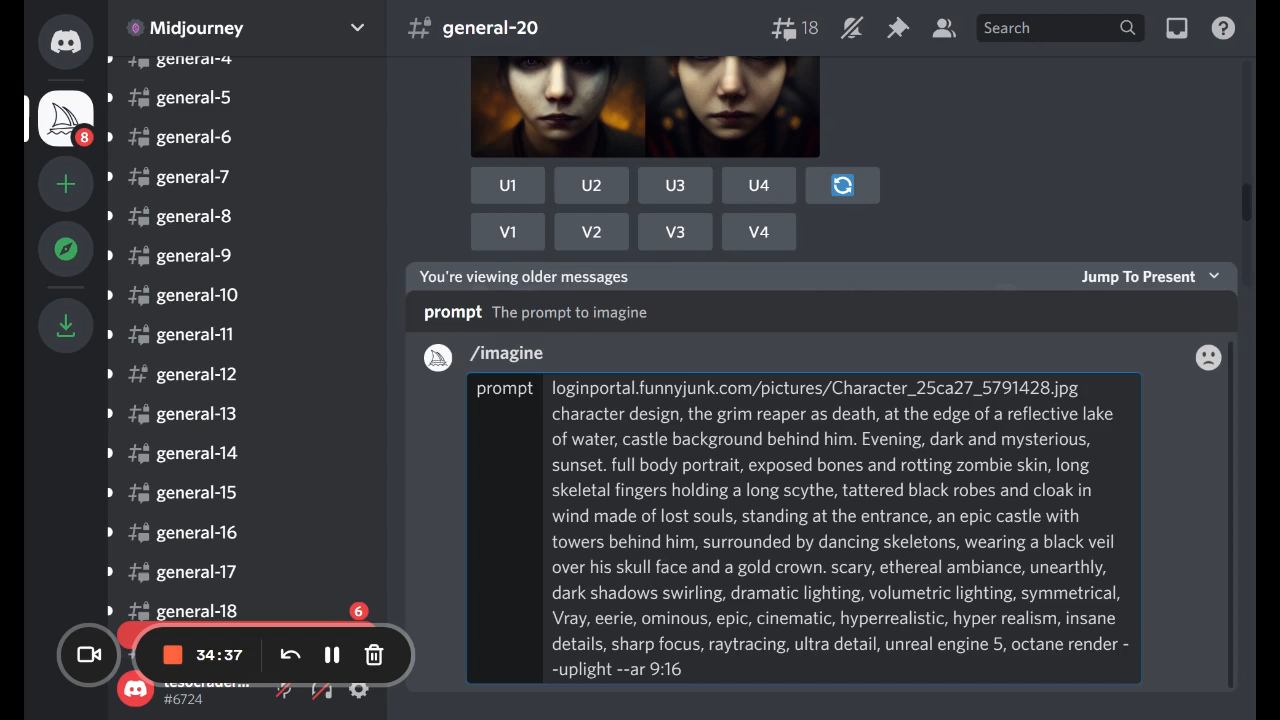 Midjourney
general-20
18
Search
8
general-4
general-5
general-6
general-7
general-8
general-9
general-10
general-11
general-12
general-13
general-14
general-15
general-16
general-17
general-18
6
34:37
#6724
U1
U2
U3
U4
V1
V2
V3
V4
You're viewing older messages
Jump To Present
prompt The prompt to imagine
/imagine
prompt
loginportal.funnyjunk.com/pictures/Character_25ca27_5791428.jpg
character design, the grim reaper as death, at the edge of a reflective lake
of water, castle background behind him. Evening, dark and mysterious,
sunset. full body portrait, exposed bones and rotting zombie skin, long
skeletal fingers holding a long scythe, tattered black robes and cloak in
wind made of lost souls, standing at the entrance, an epic castle with
towers behind him, surrounded by dancing skeletons, wearing a black veil
over his skull face and a gold crown. scary, ethereal ambiance, unearthly,
dark shadows swirling, dramatic lighting, volumetric lighting, symmetrical,
Vray, eerie, ominous, epic, cinematic, hyperrealistic, hyper realism, insane
details, sharp focus, raytracing, ultra detail, unreal engine 5, octane render -
-uplight --ar 9:16